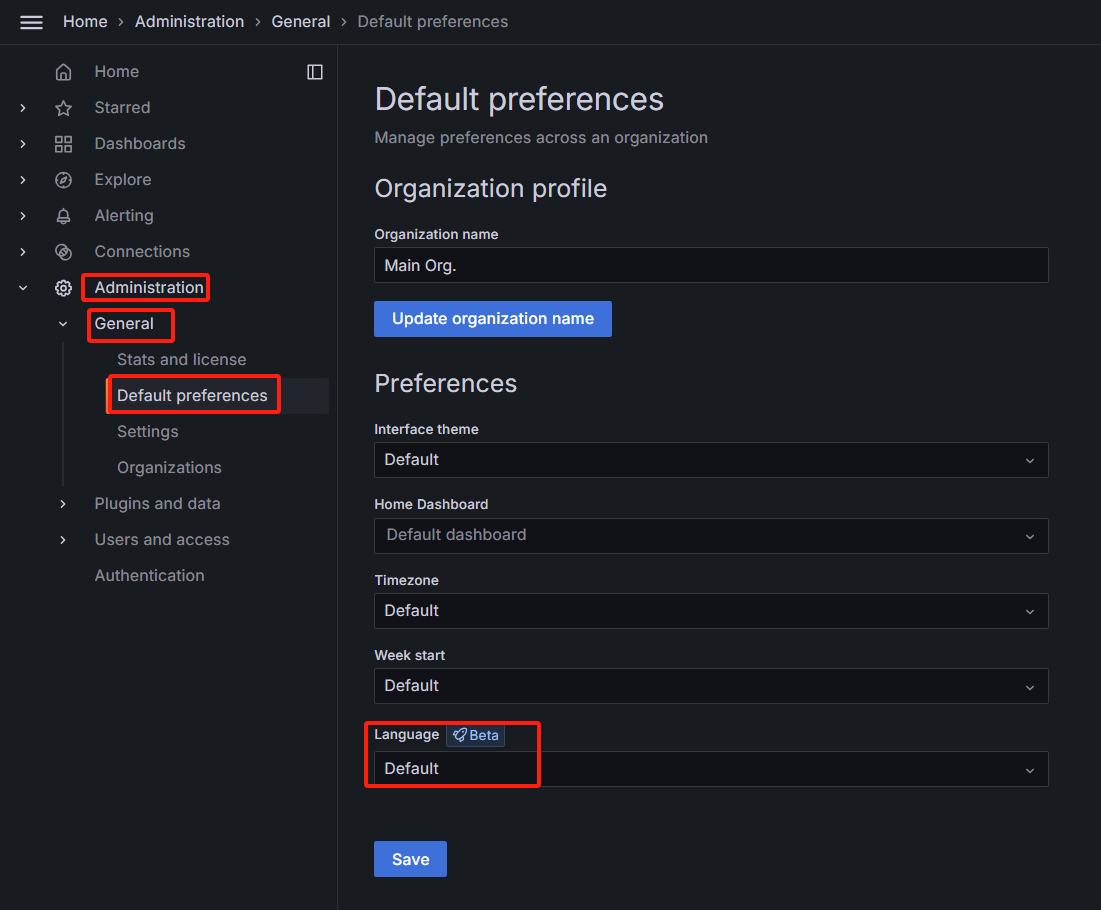 Home › Administration › General › Default preferences
Home
Starred
Dashboards
Explore
Alerting
Connections
Administration
General
Stats and license
Default preferences
Settings
Organizations
Plugins and data
Users and access
Authentication
Default preferences
Manage preferences across an organization
Organization profile
Organization name
Main Org.
Update organization name
Preferences
Interface theme
Default
Home Dashboard
Default dashboard
Timezone
Default
Week start
Default
Language Beta
Default
Save